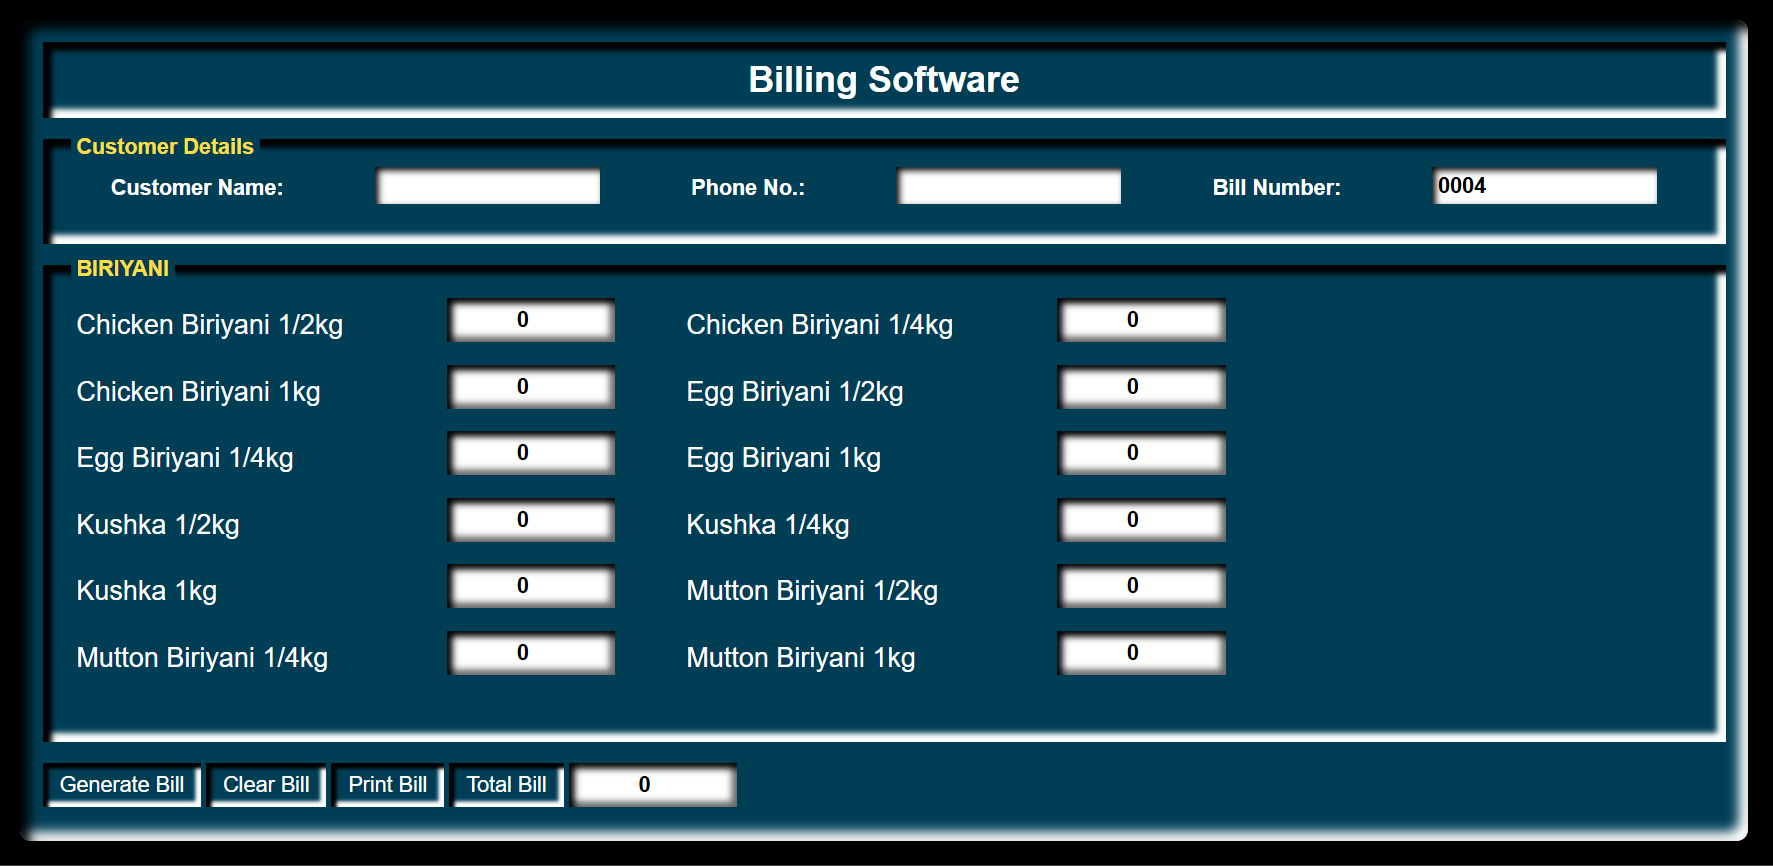 Billing Software
Customer Details
Customer Name: Phone No.: Bill Number: 0004
BIRIYANI
Chicken Biriyani 1/2kg 0 Chicken Biriyani 1/4kg 0
Chicken Biriyani 1kg 0 Egg Biriyani 1/2kg 0
Egg Biriyani 1/4kg 0 Egg Biriyani 1kg 0
Kushka 1/2kg 0 Kushka 1/4kg 0
Kushka 1kg 0 Mutton Biriyani 1/2kg 0
Mutton Biriyani 1/4kg 0 Mutton Biriyani 1kg 0
Generate Bill Clear Bill Print Bill Total Bill 0